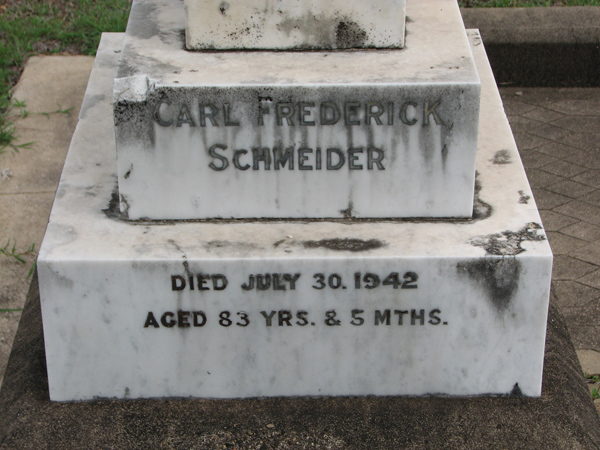 CARL FREDERICK
SCHMEIDER
DIED JULY 30. 1942
AGED 83 YRS. & 5 MTHS.